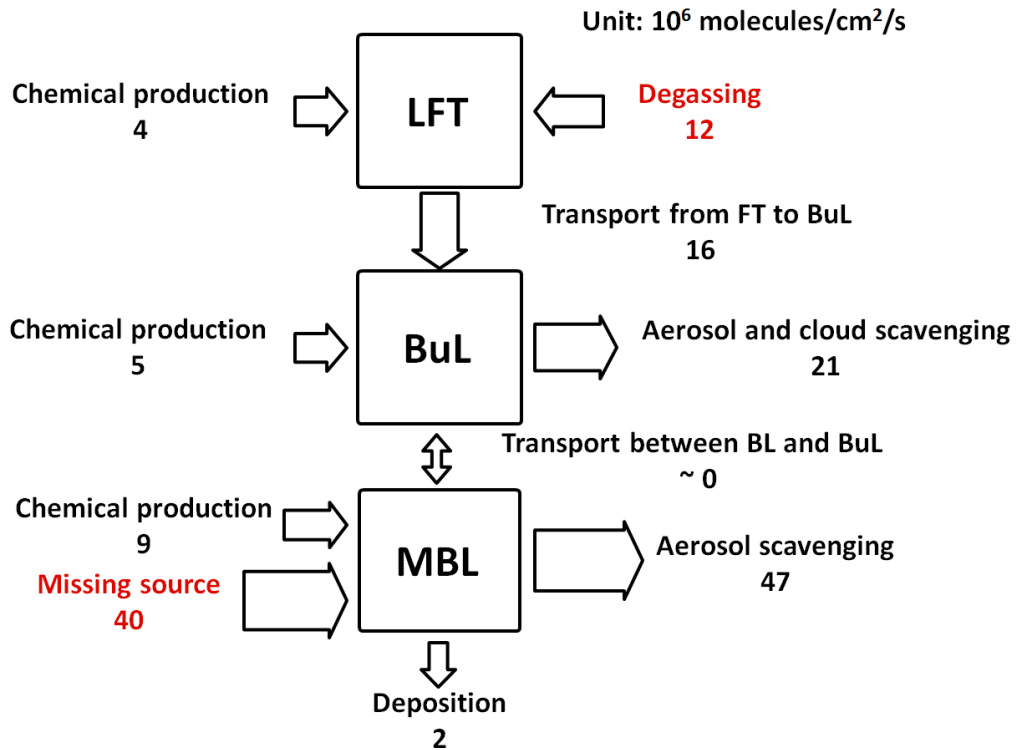 Unit: 10⁶ molecules/cm²/s
Chemical production
4
LFT
Degassing
12
Transport from FT to BuL
16
Chemical production
5
BuL
Aerosol and cloud scavenging
21
Transport between BL and BuL
~ 0
Chemical production
9
Missing source
40
MBL
Aerosol scavenging
47
Deposition
2